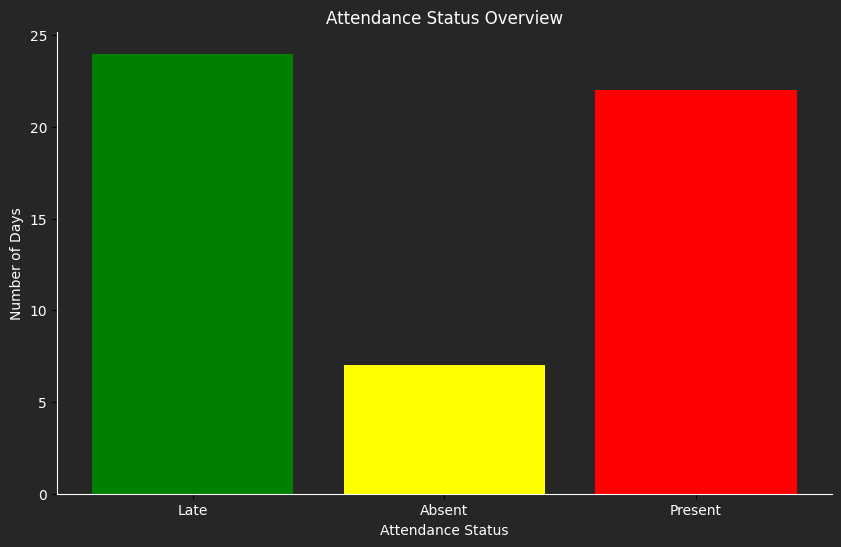 Attendance Status Overview
Number of Days
25
20
15
10
5
0
Late Absent Present
Attendance Status